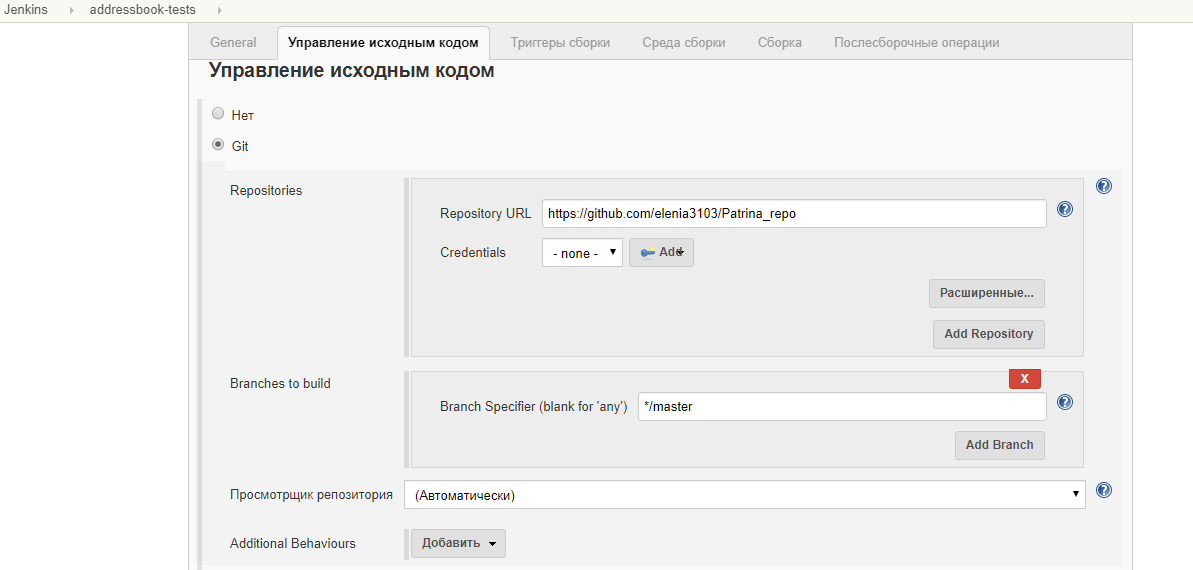 Jenkins addressbook-tests
General Управление исходным кодом Триггеры сборки Среда сборки Сборка Послесборочные операции
Управление исходным кодом
Нет
Git
Repositories
Repository URL https://github.com/elenia3103/Patrina_repo
Credentials - none - Add
Расширенные...
Add Repository
Branches to build
X
Branch Specifier (blank for 'any') */master
Add Branch
Просмотрщик репозитория (Автоматически)
Additional Behaviours Добавить